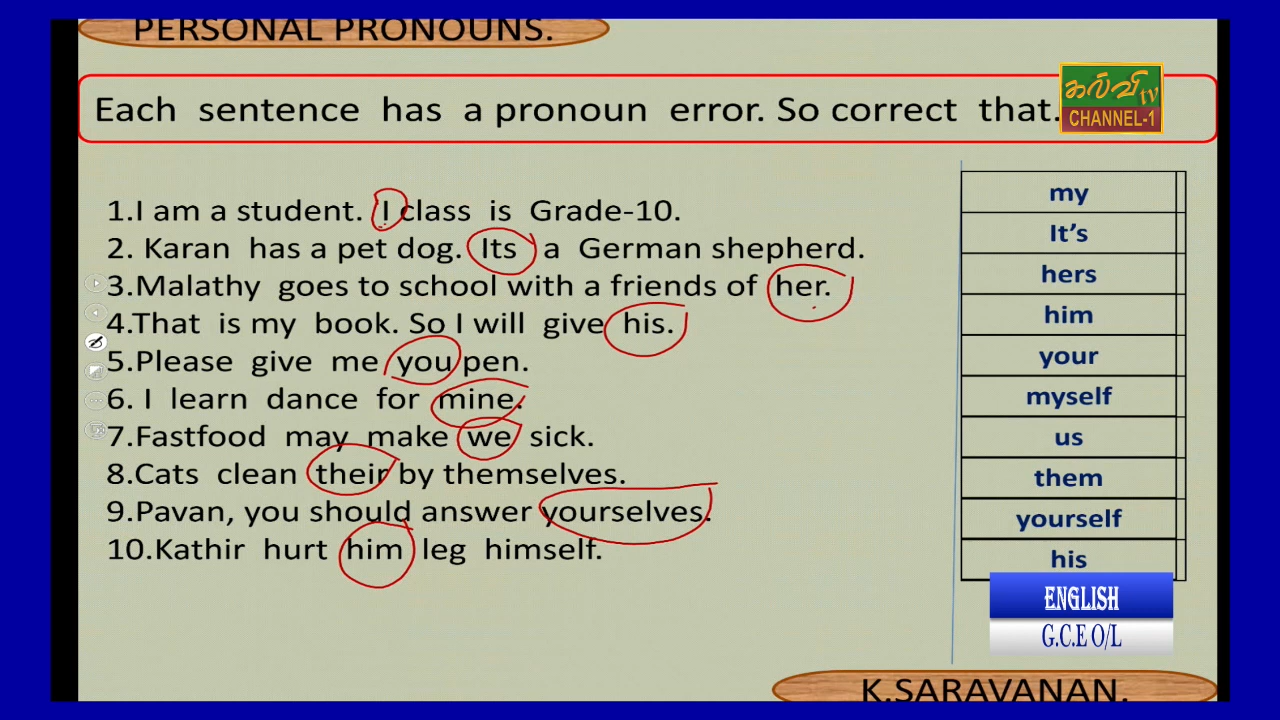 PERSONAL PRONOUNS.
Each sentence has a pronoun error. So correct that.
கல்வி tv
CHANNEL-1
1.I am a student. I class is Grade-10.
2. Karan has a pet dog. Its a German shepherd.
3.Malathy goes to school with a friends of her.
4.That is my book. So I will give his.
5.Please give me you pen.
6. I learn dance for mine.
7.Fastfood may make we sick.
8.Cats clean their by themselves.
9.Pavan, you should answer yourselves.
10.Kathir hurt him leg himself.
my
It's
hers
him
your
myself
us
them
yourself
his
ENGLISH
G.C.E O/L
K.SARAVANAN.